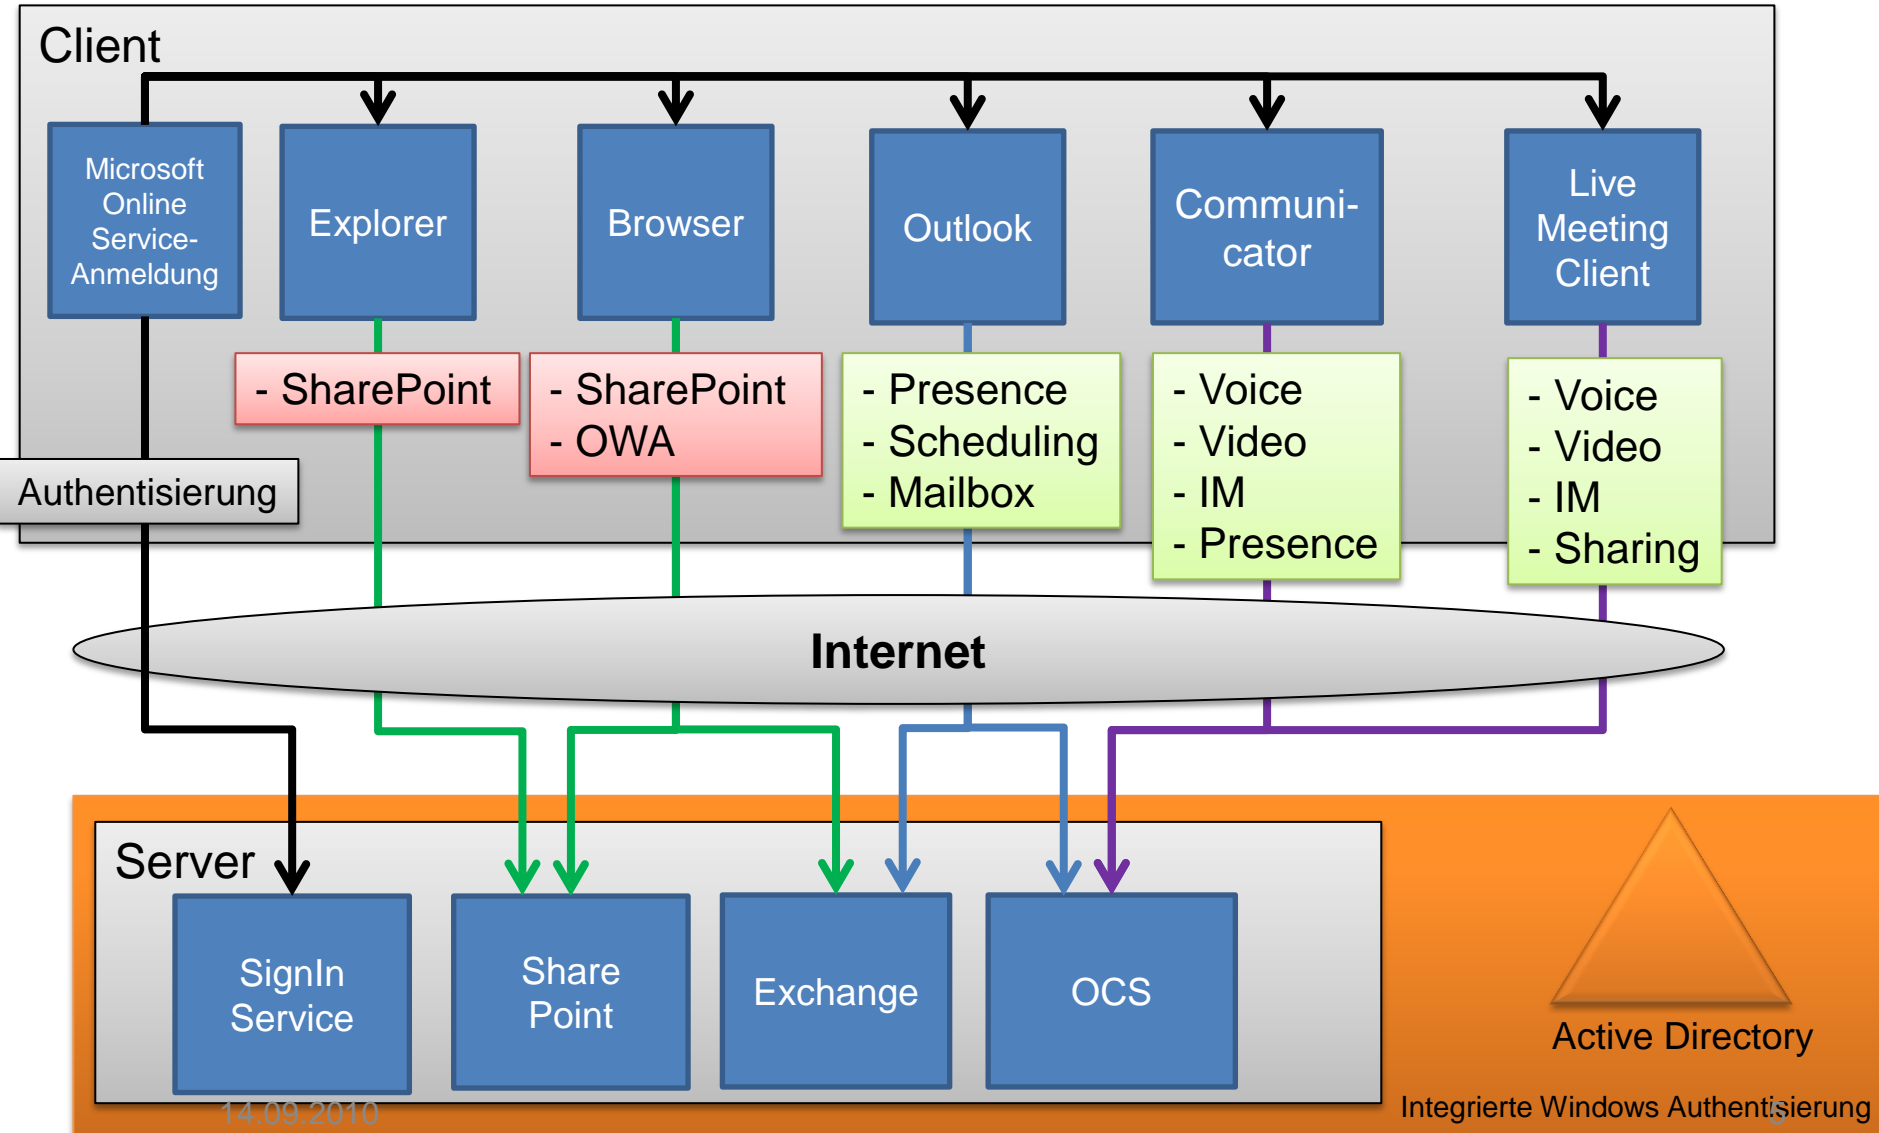 Client
Microsoft
Online
Service-
Anmeldung
Explorer
Browser
Outlook
Communi-
cator
Live
Meeting
Client
- SharePoint
- SharePoint
- OWA
- Presence
- Scheduling
- Mailbox
- Voice
- Video
- IM
- Presence
- Voice
- Video
- IM
- Sharing
Authentisierung
Internet
Server
SignIn
Service
Share
Point
Exchange
OCS
Active Directory
Integrierte Windows Authentisierung
14.09.2010